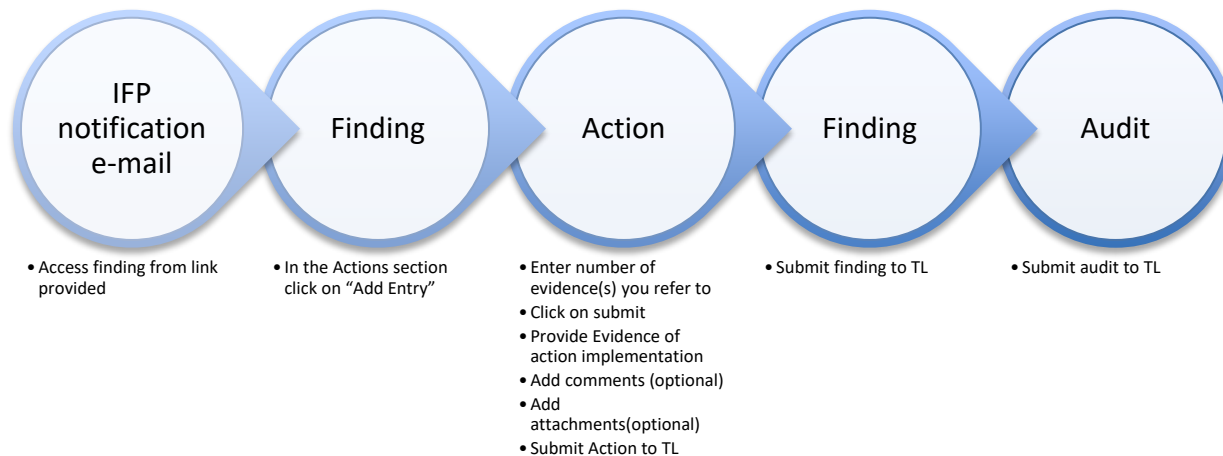 IFP
notification
e-mail
• Access finding from link
provided
Finding
• In the Actions section
click on “Add Entry”
Action
• Enter number of
evidence(s) you refer to
• Click on submit
• Provide Evidence of
action implementation
• Add comments (optional)
• Add
attachments(optional)
• Submit Action to TL
Finding
• Submit finding to TL
Audit
• Submit audit to TL